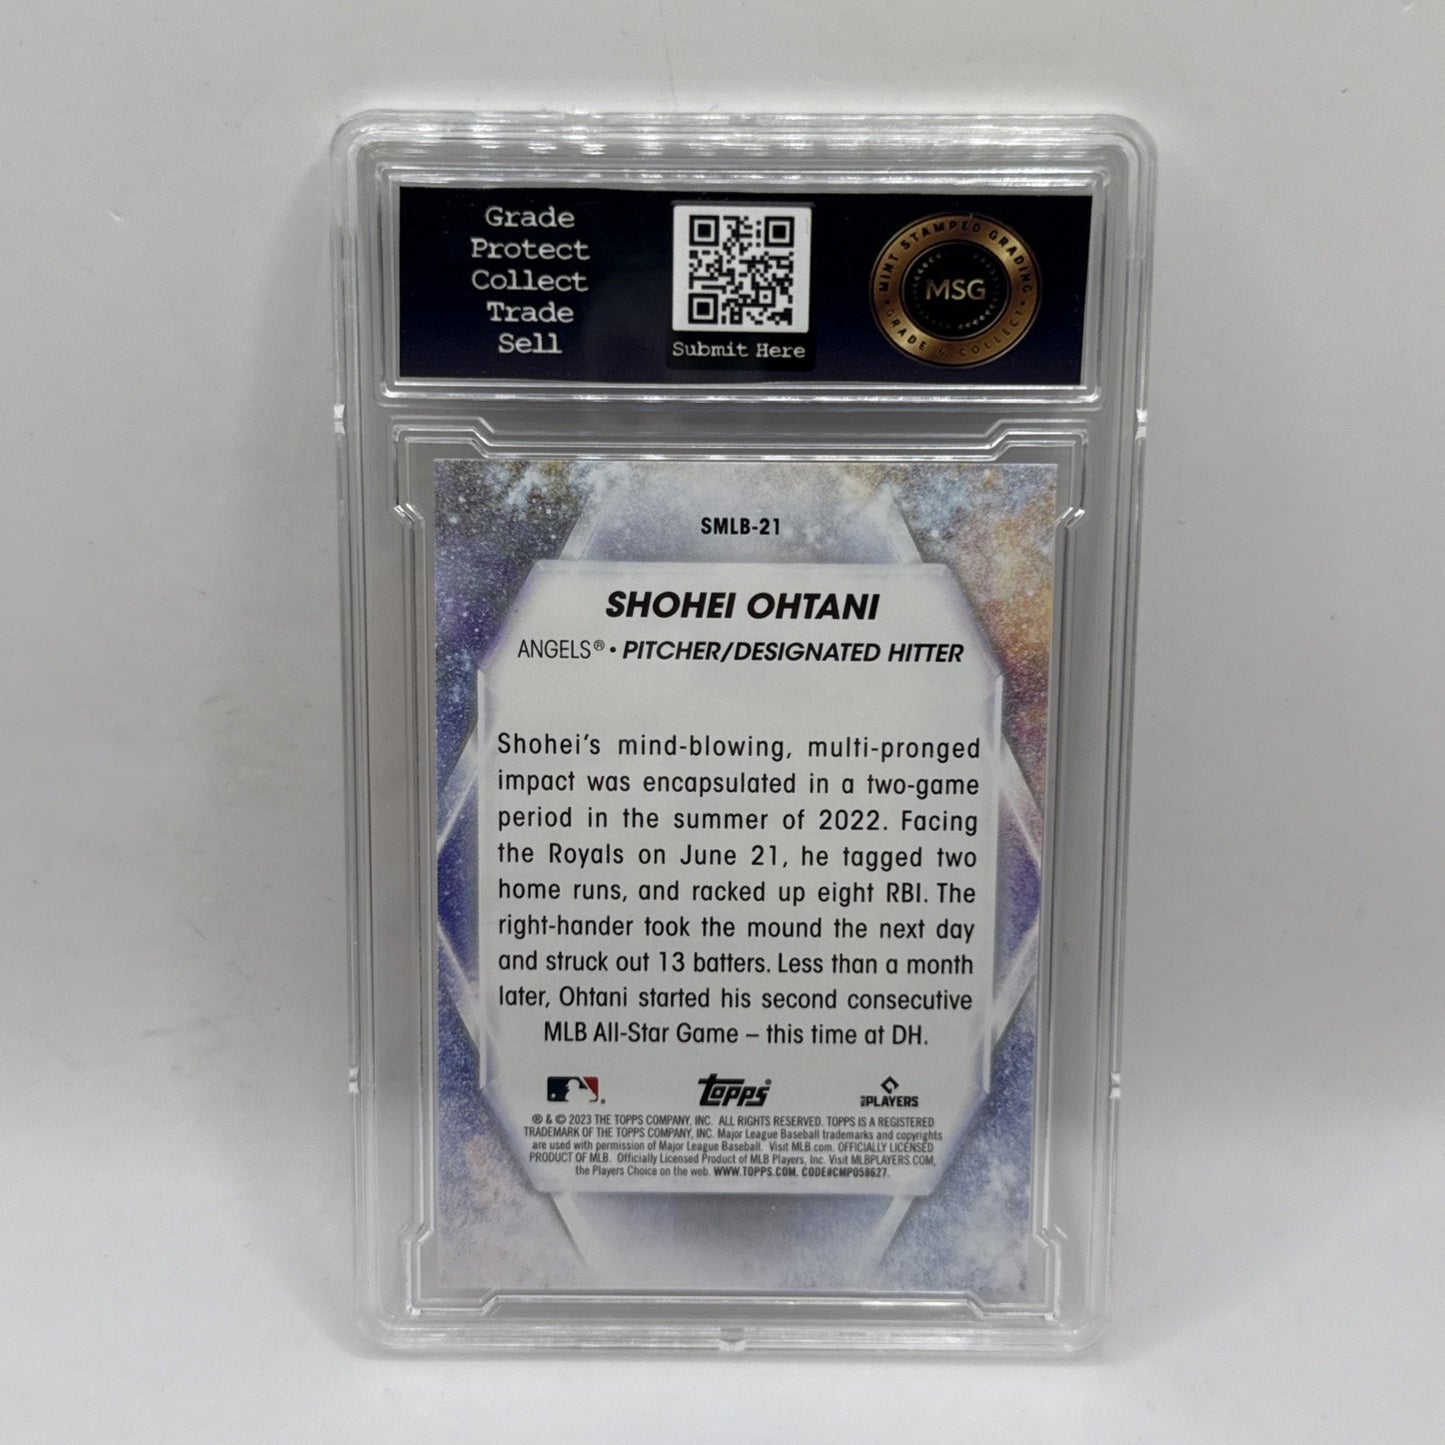 Grade
Protect
Collect
Trade
Sell
Submit Here
MINT STAMPED GRADING
MSG
GRADE & COLLECT
SMLB-21
SHOHEI OHTANI
ANGELS® • PITCHER/DESIGNATED HITTER
Shohei's mind-blowing, multi-pronged
impact was encapsulated in a two-game
period in the summer of 2022. Facing
the Royals on June 21, he tagged two
home runs, and racked up eight RBI. The
right-hander took the mound the next day
and struck out 13 batters. Less than a month
later, Ohtani started his second consecutive
MLB All-Star Game – this time at DH.
topps
PLAYERS
® & © 2023 THE TOPPS COMPANY, INC. ALL RIGHTS RESERVED. TOPPS IS A REGISTERED
TRADEMARK OF THE TOPPS COMPANY, INC. Major League Baseball trademarks and copyrights
are used with permission of Major League Baseball. Visit MLB.com. OFFICIALLY LICENSED
PRODUCT OF MLB. Officially Licensed Product of MLB Players, Inc. Visit MLBPLAYERS.COM,
the Players Choice on the web. WWW.TOPPS.COM. CODE#CMP058627.